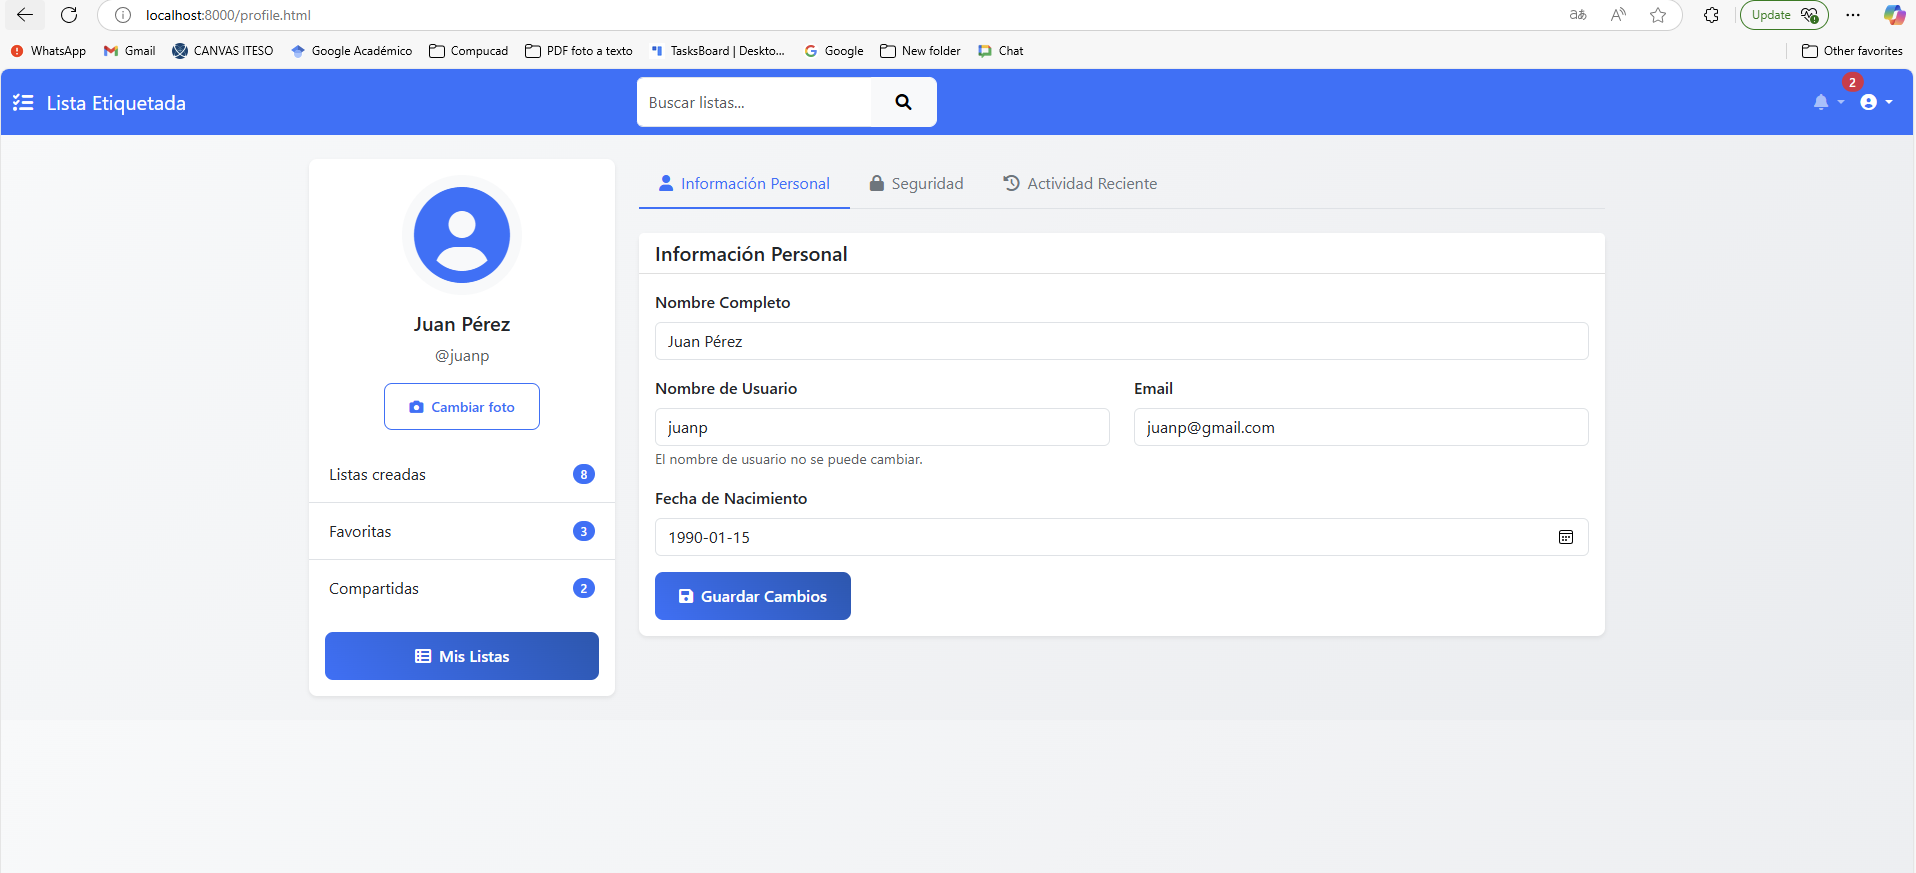 localhost:8000/profile.html
Update
WhatsApp Gmail CANVAS ITESO Google Académico Compucad PDF foto a texto TasksBoard | Deskto... Google New folder Chat Other favorites
Lista Etiquetada
Buscar listas...
2
Juan Pérez
@juanp
Cambiar foto
Listas creadas 8
Favoritas 3
Compartidas 2
Mis Listas
Información Personal Seguridad Actividad Reciente
Información Personal
Nombre Completo
Juan Pérez
Nombre de Usuario Email
juanp juanp@gmail.com
El nombre de usuario no se puede cambiar.
Fecha de Nacimiento
1990-01-15
Guardar Cambios